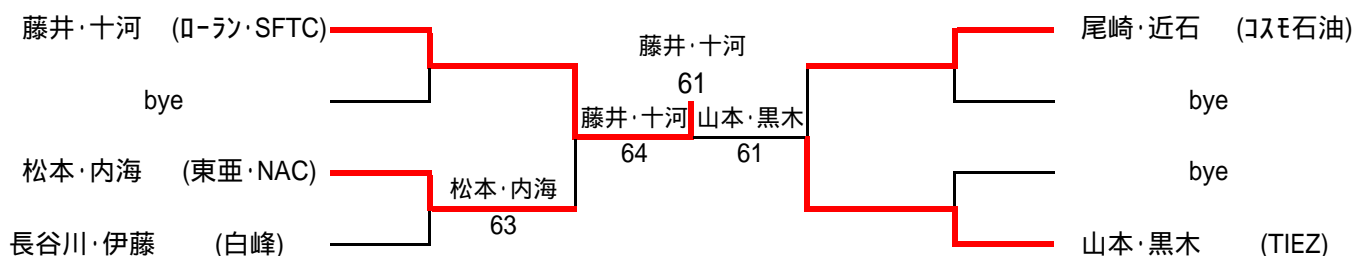 藤井・十河 (ﾛｰﾗﾝ・SFTC)
bye
松本・内海 (東亜・NAC)
長谷川・伊藤 (白峰)
松本・内海
63
藤井・十河
61
藤井・十河
64
山本・黒木
61
尾崎・近石 (ｺｽﾓ石油)
bye
bye
山本・黒木 (TIEZ)